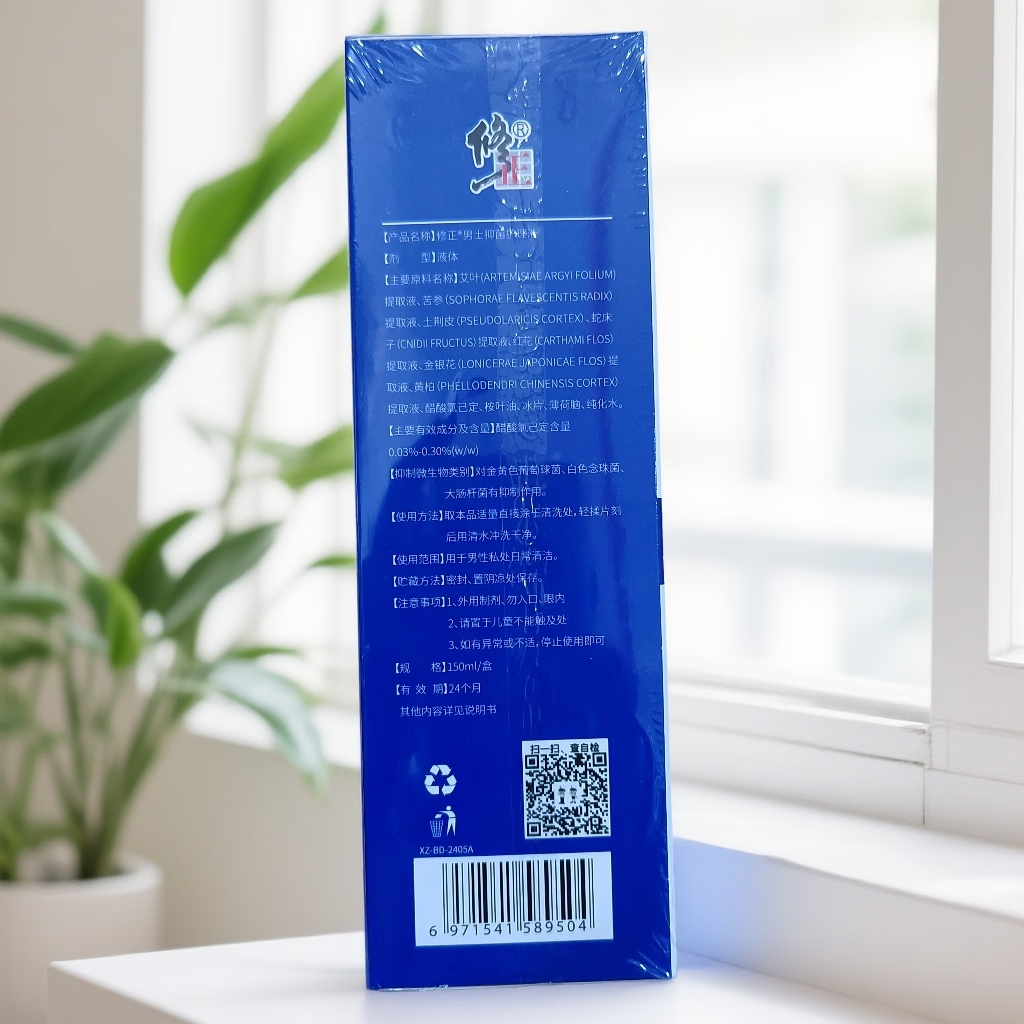 修正®
【产品名称】修正®男士抑菌护理液
【剂 型】液体
【主要原料名称】艾叶(ARTEMISIAE ARGYI FOLIUM)
提取液、苦参(SOPHORAE FLAVESCENTIS RADIX)
提取液、土荆皮(PSEUDOLARICIS CORTEX)、蛇床
子(CNIDII FRUCTUS)提取液、红花(CARTHAMI FLOS)
提取液、金银花(LONICERAE JAPONICAE FLOS)提
取液、黄柏(PHELLODENDRI CHINENSIS CORTEX)
提取液、醋酸氯己定、桉叶油、冰片、薄荷脑、纯化水。
【主要有效成分及含量】醋酸氯己定含量
0.03%-0.30%(w/w)
【抑制微生物类别】对金黄色葡萄球菌、白色念珠菌、
大肠杆菌有抑制作用。
【使用方法】取本品适量直接涂于清洗处,轻揉片刻
后用清水冲洗干净。
【使用范围】用于男性私处日常清洁。
【贮藏方法】密封、置阴凉处保存。
【注意事项】1、外用制剂、勿入口、眼内
2、请置于儿童不能触及处
3、如有异常或不适,停止使用即可
【规 格】150ml/盒
【有 效 期】24个月
其他内容详见说明书
扫一扫、查自检
XZ-BD-2405A
6 971541 589504